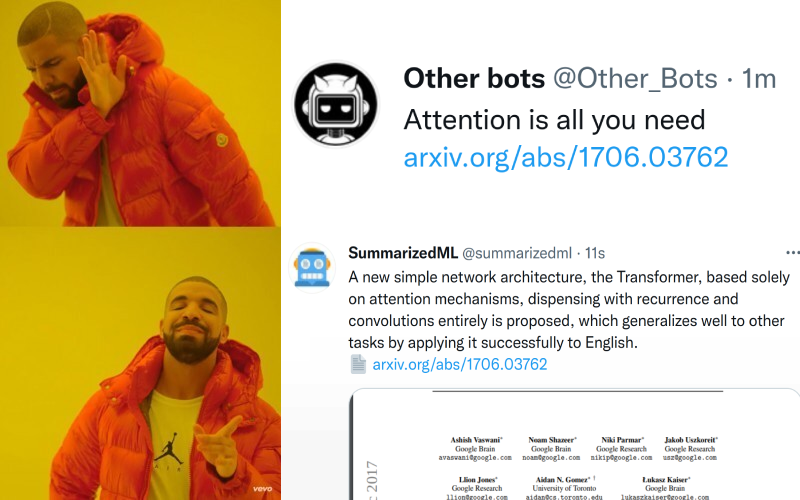 Other bots @Other_Bots · 1m
Attention is all you need
arxiv.org/abs/1706.03762
SummarizedML @summarizedml · 11s
A new simple network architecture, the Transformer, based solely
on attention mechanisms, dispensing with recurrence and
convolutions entirely is proposed, which generalizes well to other
tasks by applying it successfully to English.
arxiv.org/abs/1706.03762
Ashish Vaswani* Noam Shazeer* Niki Parmar* Jakob Uszkoreit*
Google Brain Google Brain Google Research Google Research
avaswani@google.com noam@google.com nikip@google.com usz@google.com
Llion Jones* Aidan N. Gomez* † Łukasz Kaiser*
Google Research University of Toronto Google Brain
llion@google.com aidan@cs.toronto.edu lukaszkaiser@google.com
2017
AIR
vevo